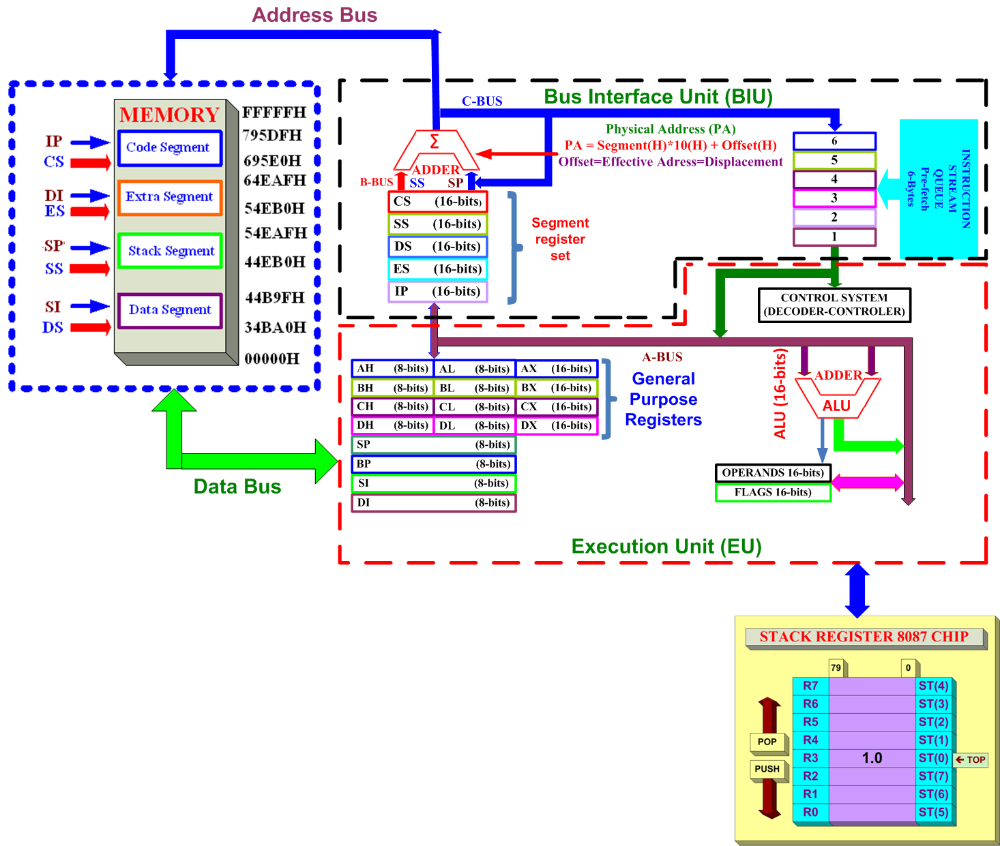 Address Bus
MEMORY
IP
CS
DI
ES
SP
SS
SI
DS
Code Segment
Extra Segment
Stack Segment
Data Segment
FFFFFH
795DFH
695E0H
64EAFH
54EB0H
54EAFH
44EB0H
44B9FH
34BA0H
00000H
Data Bus
Bus Interface Unit (BIU)
C-BUS
Physical Address (PA)
PA = Segment(H)*10(H) + Offset(H)
Offset=Effective Adress=Displacement
Σ
ADDER
B-BUS
SS
SP
CS (16-bits)
SS (16-bits)
DS (16-bits)
ES (16-bits)
IP (16-bits)
Segment
register
set
6
5
4
3
2
1
INSTRUCTION
STREAM
QUEUE
Pre-fetch
6-Bytes
CONTROL SYSTEM
(DECODER-CONTROLER)
A-BUS
AH (8-bits) AL (8-bits) AX (16-bits)
BH (8-bits) BL (8-bits) BX (16-bits)
CH (8-bits) CL (8-bits) CX (16-bits)
DH (8-bits) DL (8-bits) DX (16-bits)
SP (8-bits)
BP (8-bits)
SI (8-bits)
DI (8-bits)
General
Purpose
Registers
ALU (16-bits)
ADDER
ALU
OPERANDS 16-bits)
FLAGS 16-bits)
Execution Unit (EU)
STACK REGISTER 8087 CHIP
79 0
R7 ST(4)
R6 ST(3)
R5 ST(2)
R4 ST(1)
R3 1.0 ST(0)
R2 ST(7)
R1 ST(6)
R0 ST(5)
POP
PUSH
← TOP